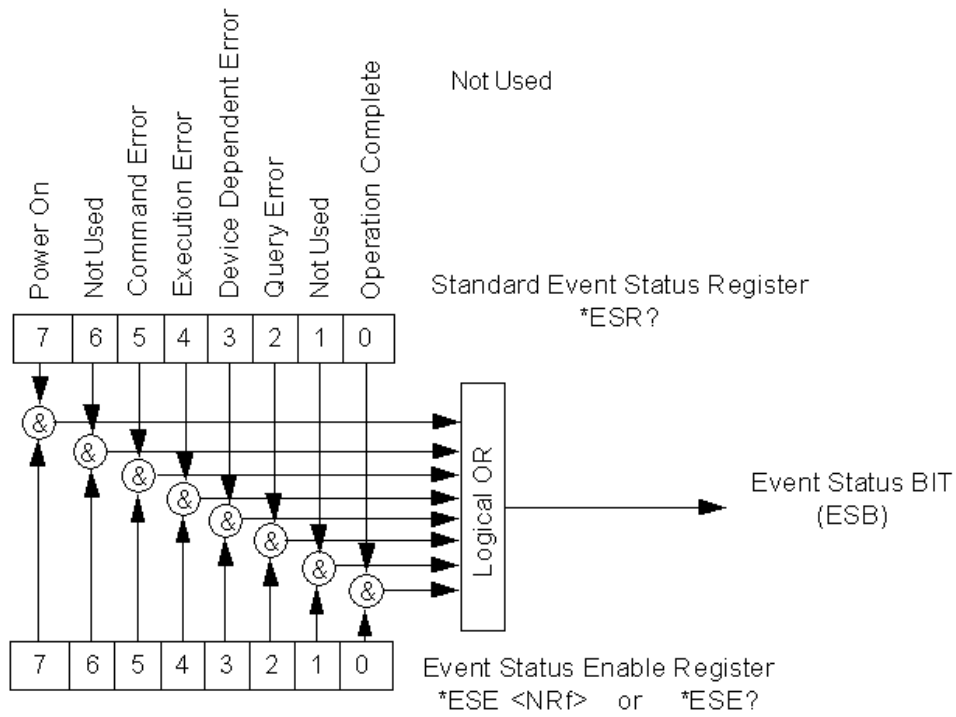 Not Used
Power On
Not Used
Command Error
Execution Error
Device Dependent Error
Query Error
Not Used
Operation Complete
Standard Event Status Register
*ESR?
7 6 5 4 3 2 1 0
&
&
&
&
&
&
&
&
Logical OR
Event Status BIT
(ESB)
7 6 5 4 3 2 1 0
Event Status Enable Register
*ESE <NRf> or *ESE?